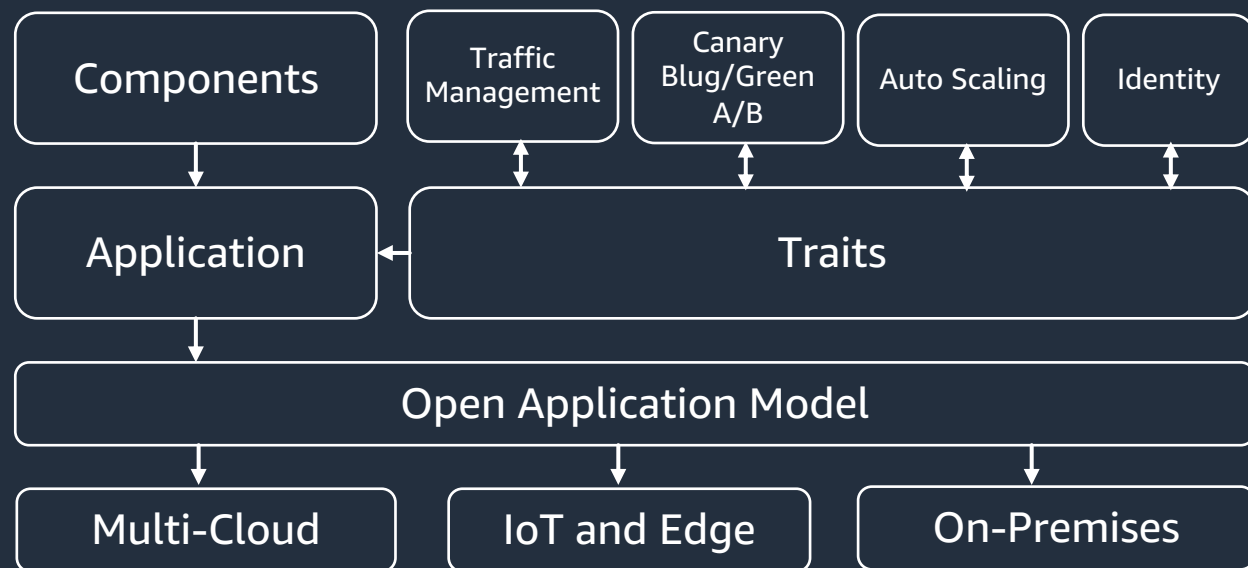 Components
Traffic
Management
Canary
Blug/Green
A/B
Auto Scaling
Identity
Application
Traits
Open Application Model
Multi-Cloud
IoT and Edge
On-Premises